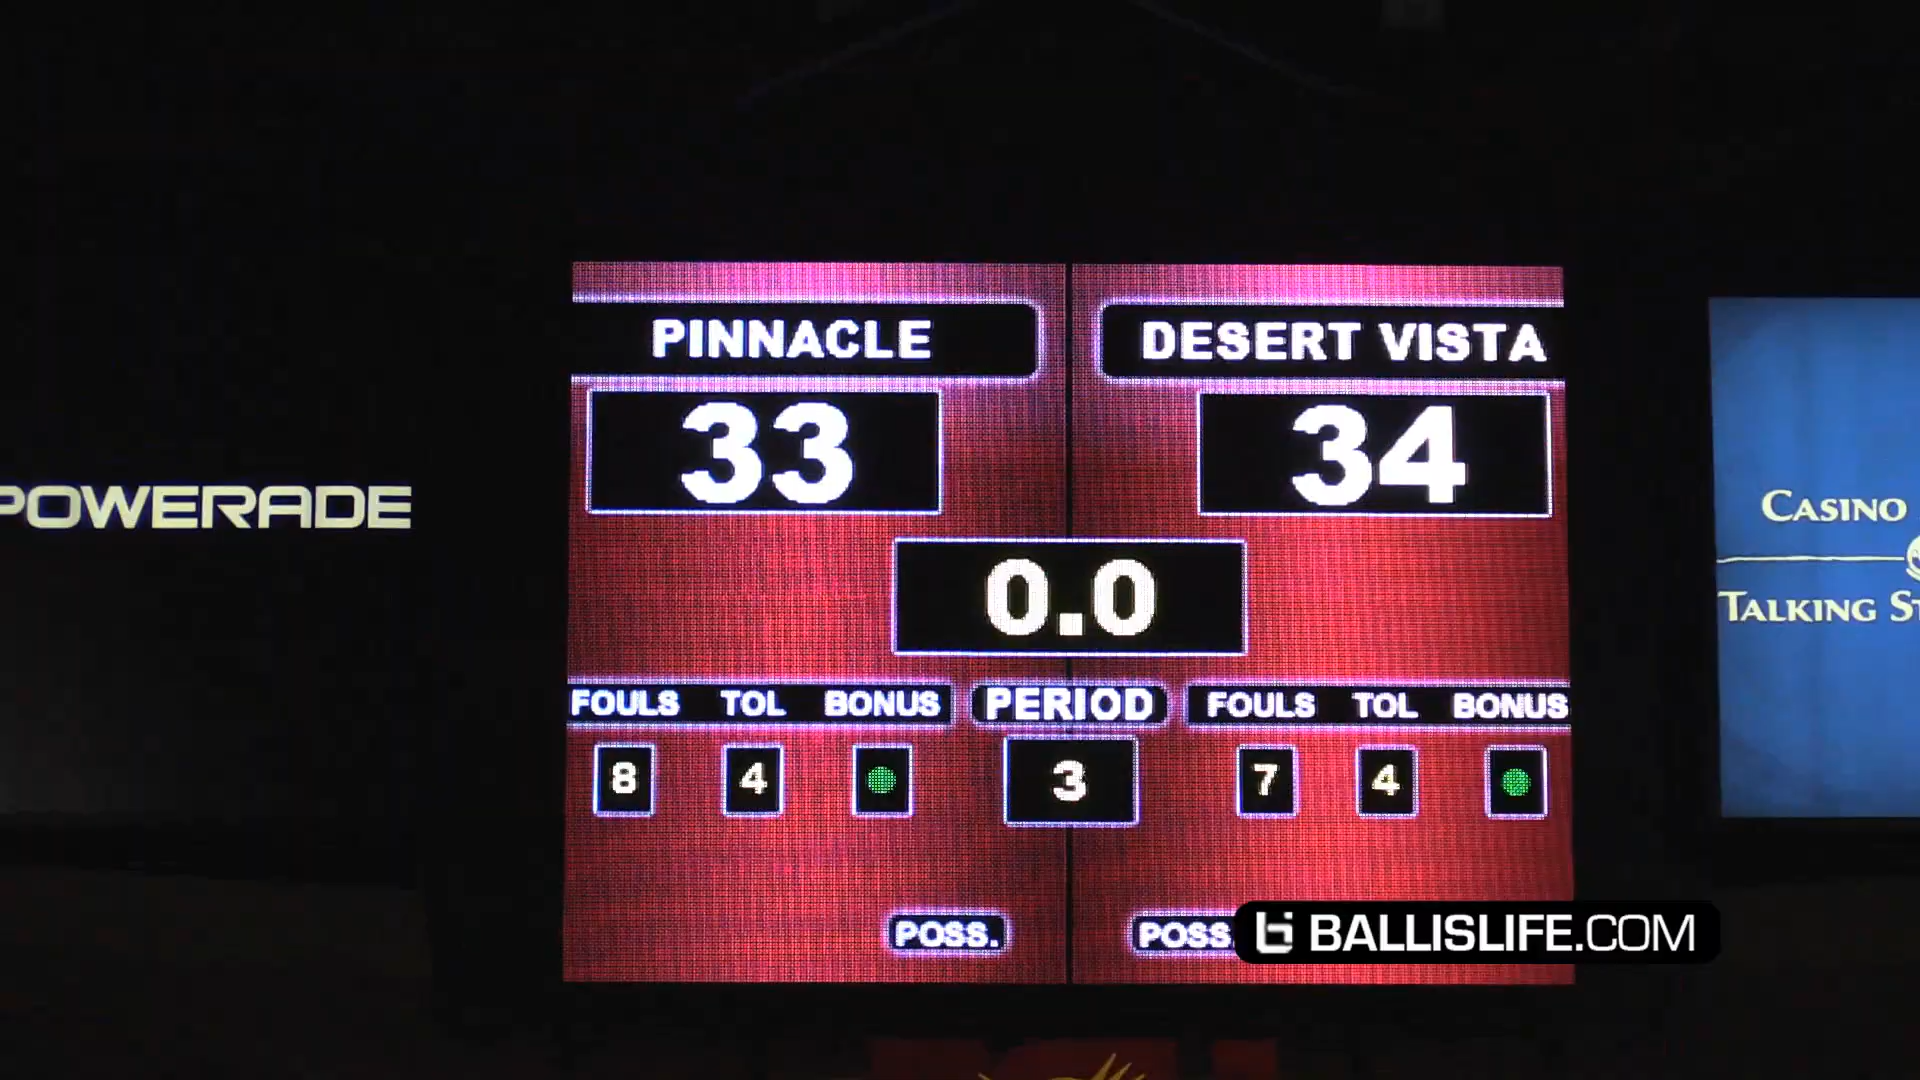 POWERADE
PINNACLE
DESERT VISTA
33
34
0.0
FOULS TOL BONUS
PERIOD
FOULS TOL BONUS
8 4
3
7 4
POSS.
POSS
BALLISLIFE.COM
CASINO
TALKING